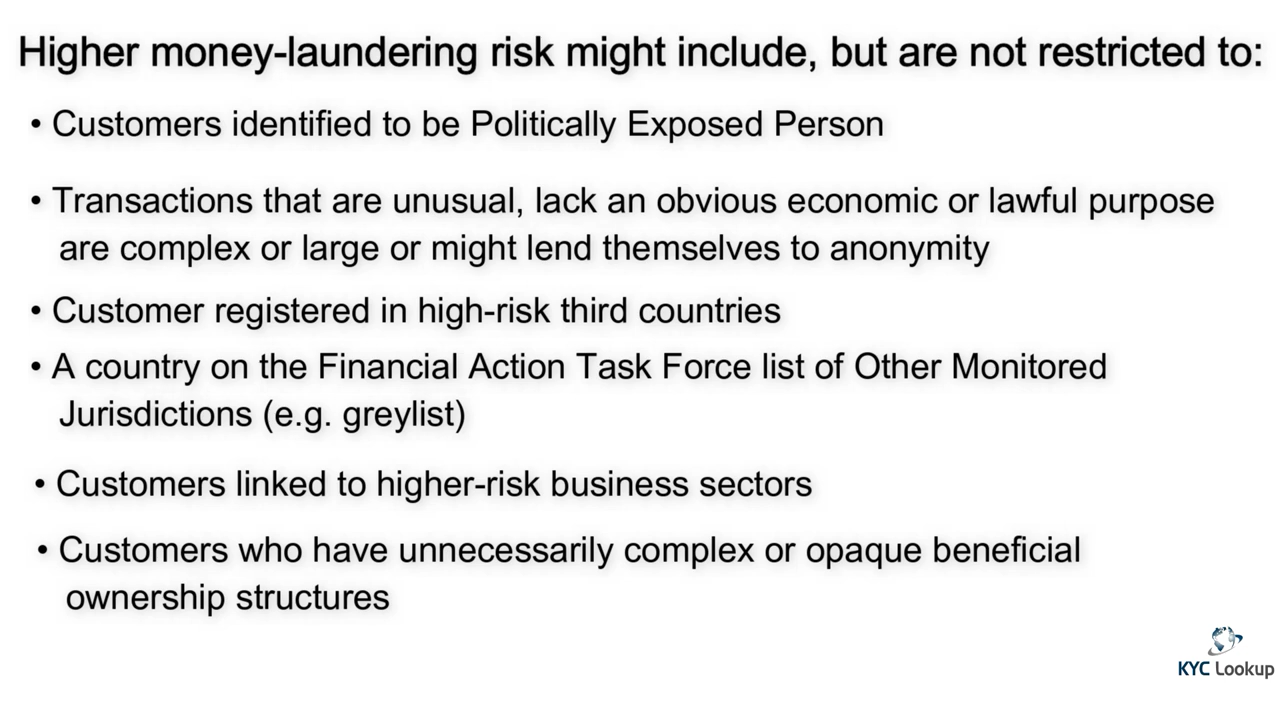 Higher money-laundering risk might include, but are not restricted to:
• Customers identified to be Politically Exposed Person
• Transactions that are unusual, lack an obvious economic or lawful purpose
are complex or large or might lend themselves to anonymity
• Customer registered in high-risk third countries
• A country on the Financial Action Task Force list of Other Monitored
Jurisdictions (e.g. greylist)
• Customers linked to higher-risk business sectors
• Customers who have unnecessarily complex or opaque beneficial
ownership structures
KYC Lookup